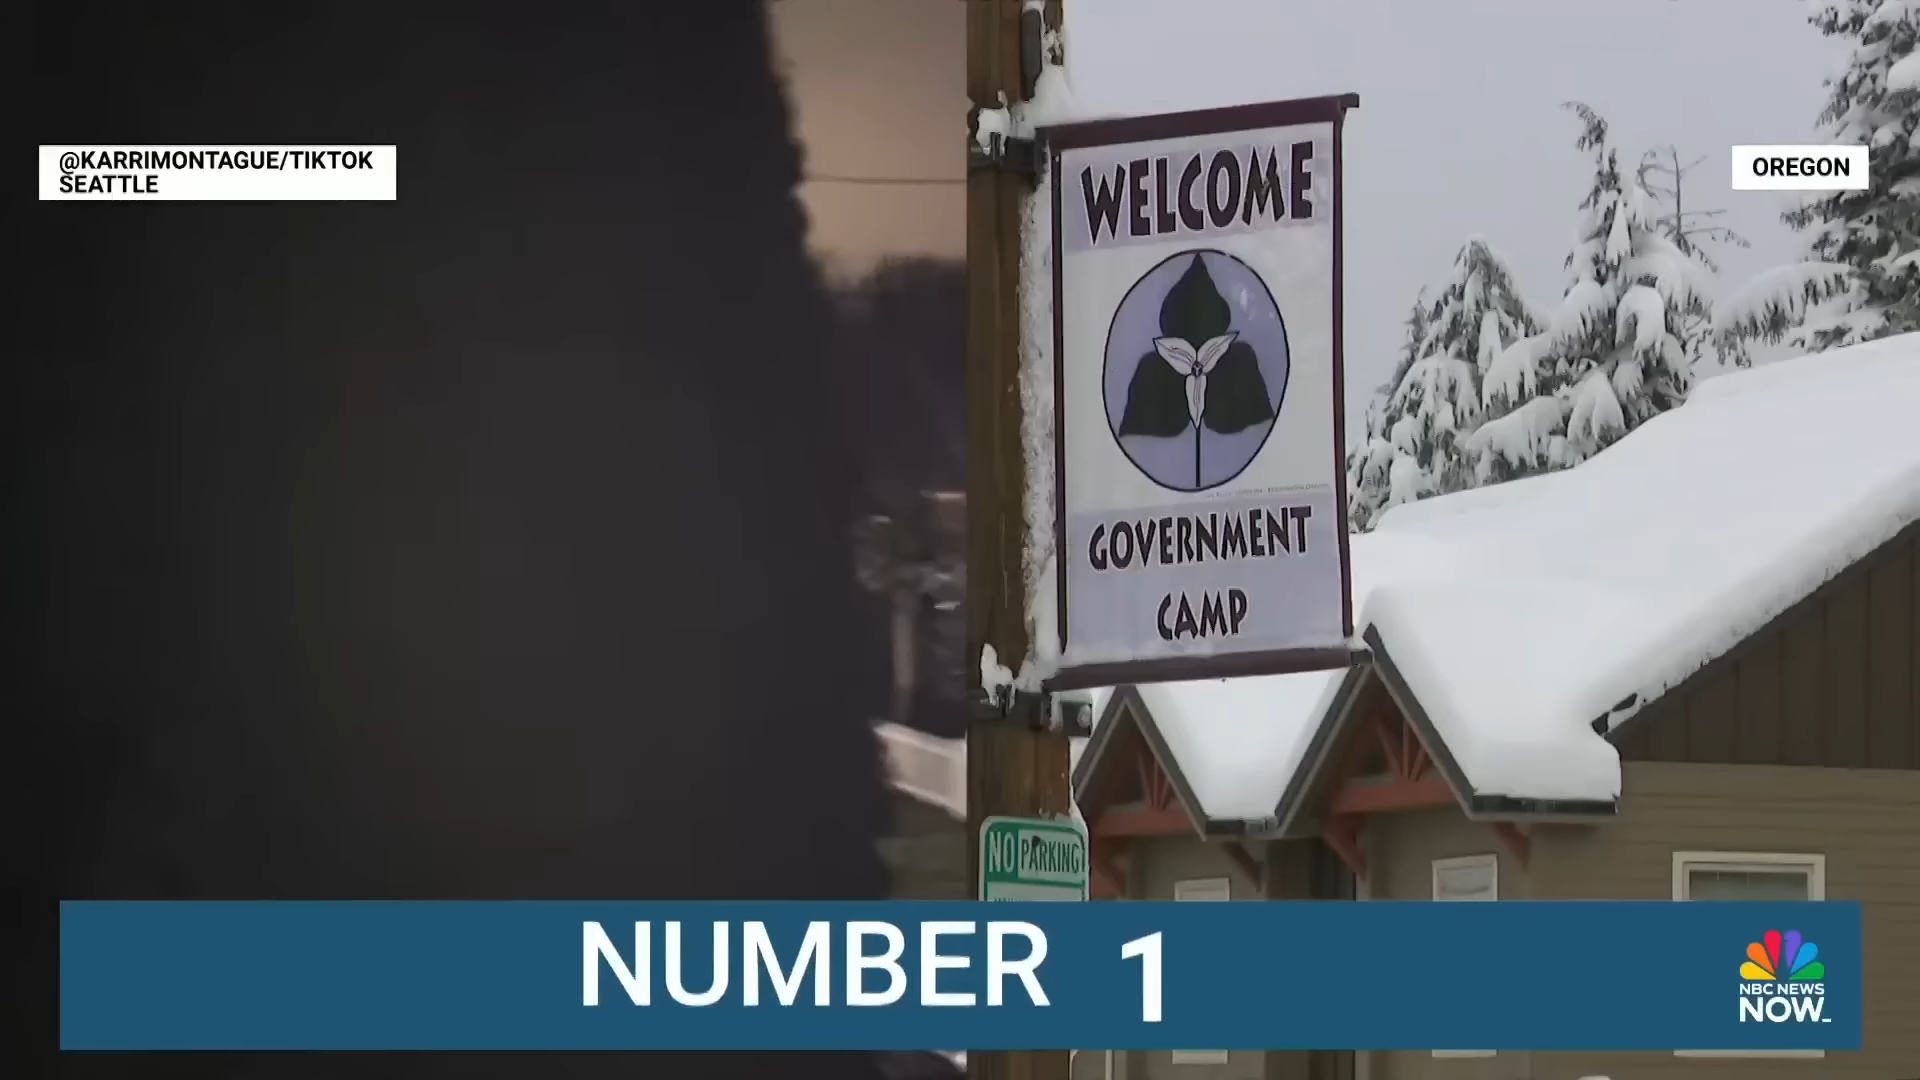 @KARRIMONTAGUE/TIKTOK
SEATTLE
OREGON
WELCOME
GOVERNMENT
CAMP
NO PARKING
NUMBER 1
NBC NEWS
NOW